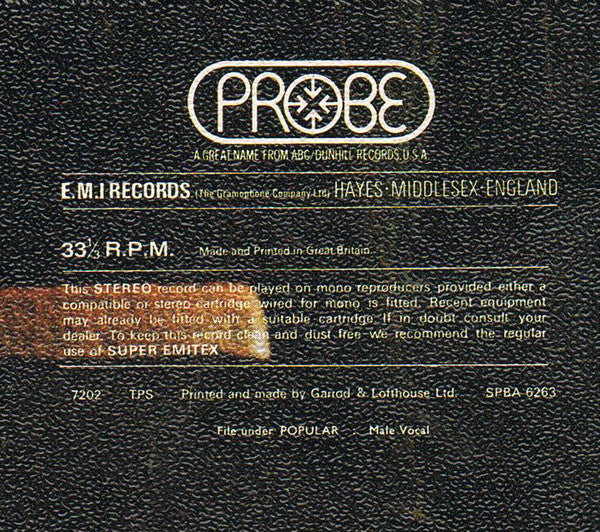 PROBE
A GREAT NAME FROM ABC/DUNHILL RECORDS, U.S.A.
E.M.I RECORDS (The Gramophone Company Ltd) HAYES·MIDDLESEX·ENGLAND
33⅓ R.P.M. Made and Printed in Great Britain
This STEREO record can be played on mono reproducers provided either a
compatible or stereo cartridge wired for mono is fitted. Recent equipment
may already be fitted with a suitable cartridge. If in doubt consult your
dealer. To keep this record clean and dust free we recommend the regular
use of SUPER EMITEX
7202 TPS Printed and made by Garrod & Lofthouse Ltd. SPBA 6263
File under POPULAR : Male Vocal